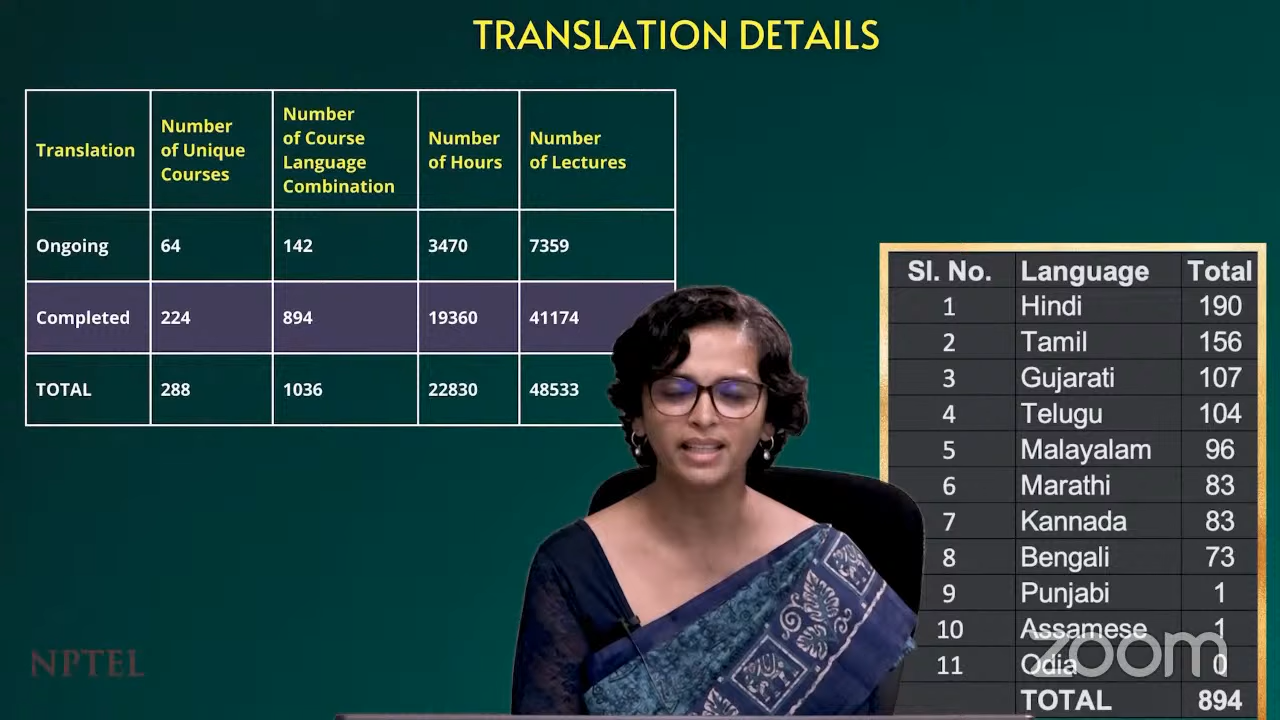 TRANSLATION DETAILS
Translation Number of Unique Courses Number of Course Language Combination Number of Hours Number of Lectures
Ongoing 64 142 3470 7359
Completed 224 894 19360 41174
TOTAL 288 1036 22830 48533
Sl. No. Language Total
1 Hindi 190
2 Tamil 156
3 Gujarati 107
4 Telugu 104
5 Malayalam 96
6 Marathi 83
7 Kannada 83
8 Bengali 73
9 Punjabi 1
10 Assamese 1
11 Odia 0
TOTAL 894
NPTEL
zoom